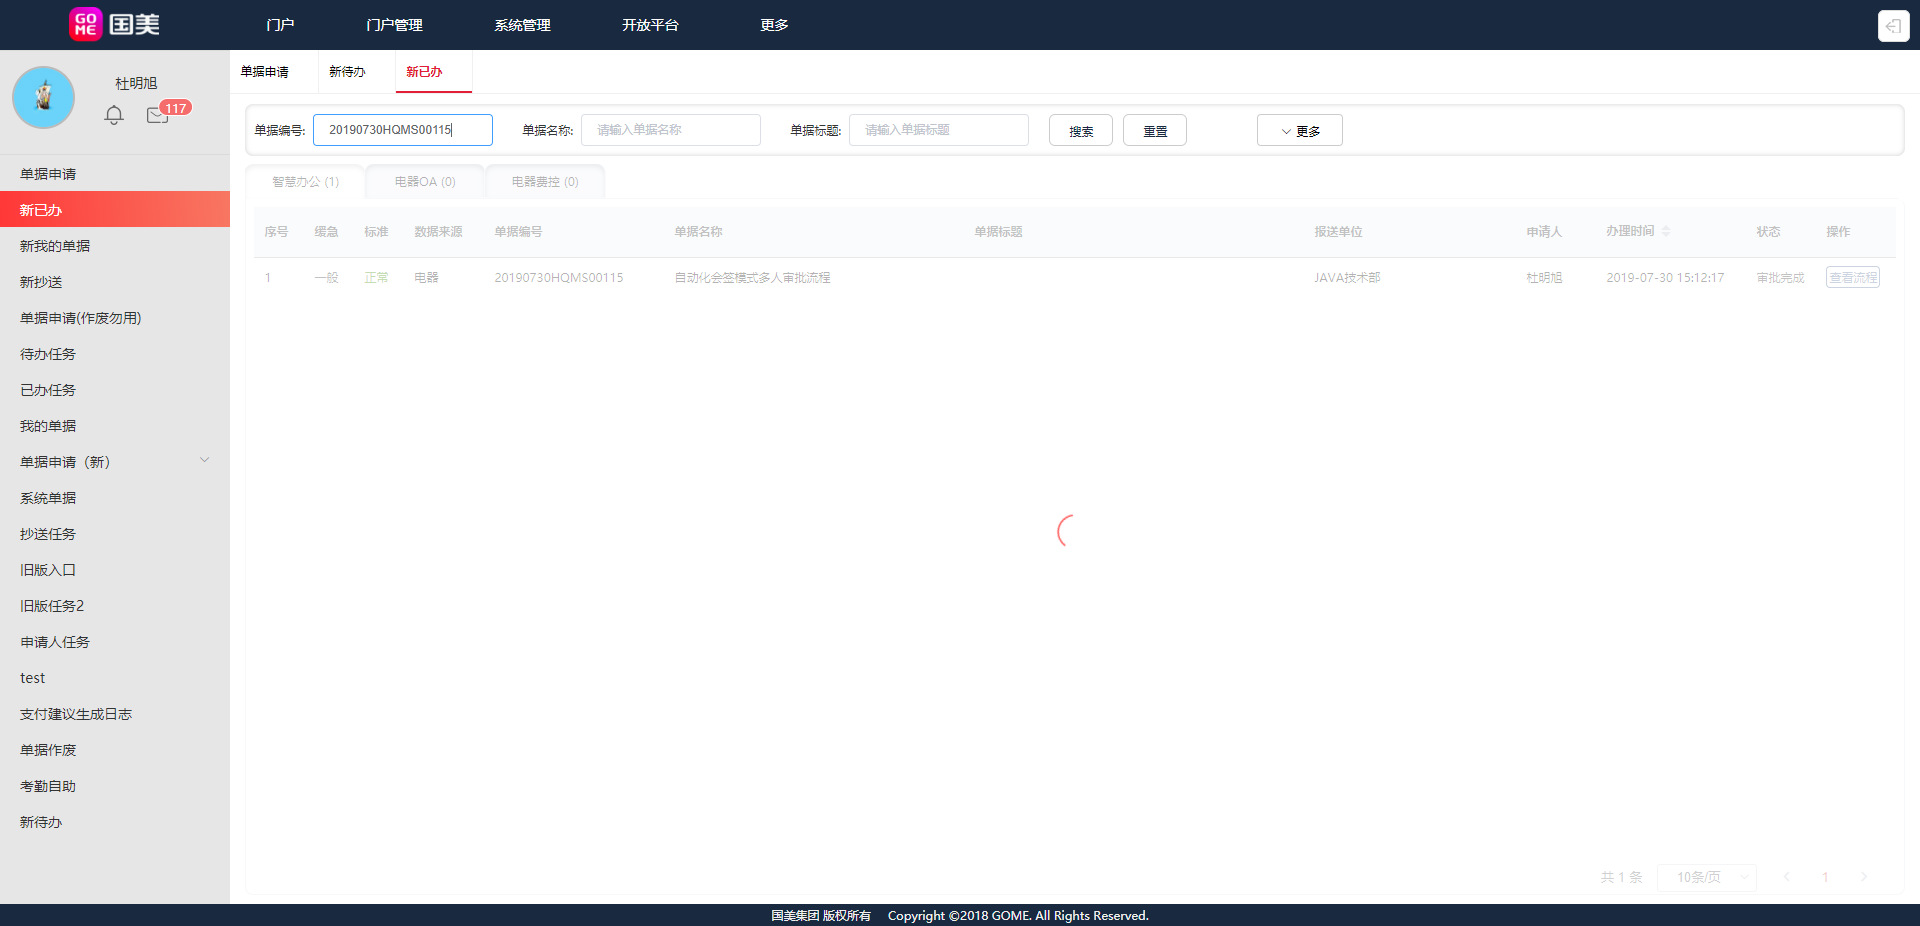 GOME 国美 门户 门户管理 系统管理 开放平台 更多
杜明旭
117
单据申请
新已办
新我的单据
新抄送
单据申请(作废勿用)
待办任务
已办任务
我的单据
单据申请（新）
系统单据
抄送任务
旧版入口
旧版任务2
申请人任务
test
支付建议生成日志
单据作废
考勤自助
新待办
单据申请 新待办 新已办
单据编号: 20190730HQMS00115 单据名称: 请输入单据名称 单据标题: 请输入单据标题 搜索 重置 更多
智慧办公 (1) 电器OA (0) 电器费控 (0)
序号 缓急 标准 数据来源 单据编号 单据名称 单据标题 报送单位 申请人 办理时间 状态 操作
1 一般 正常 电器 20190730HQMS00115 自动化会签模式多人审批流程 JAVA技术部 杜明旭 2019-07-30 15:12:17 审批完成 查看流程
共 1 条 10条/页 1
国美集团 版权所有 Copyright ©2018 GOME. All Rights Reserved.